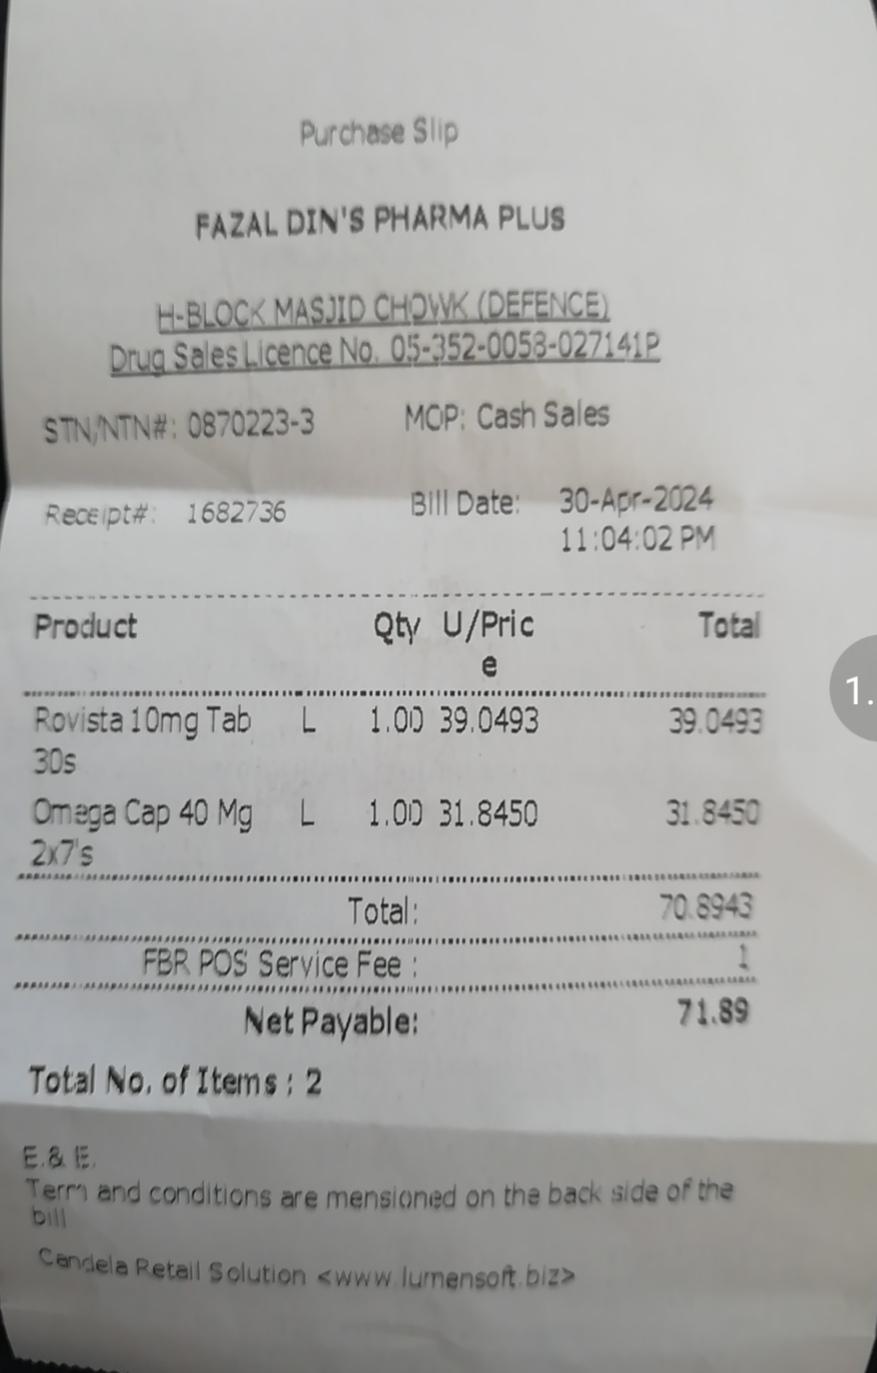 Purchase Slip
FAZAL DIN'S PHARMA PLUS
H-BLOCK MASJID CHOWK (DEFENCE)
Drug Sales Licence No. 05-352-0058-027141P
STN/NTN#: 0870223-3 MOP: Cash Sales
Receipt#: 1682736 Bill Date: 30-Apr-2024
11:04:02 PM
Product Qty U/Pric Total
e
Rovista 10mg Tab L 1.00 39.0493 39.0493
30s
Omega Cap 40 Mg L 1.00 31.8450 31.8450
2x7's
Total: 70.8943
FBR POS Service Fee : 1
Net Payable: 71.89
Total No. of Items : 2
E.& E.
Term and conditions are mensioned on the back side of the
bill
Candela Retail Solution <www.lumensoft.biz>
1.